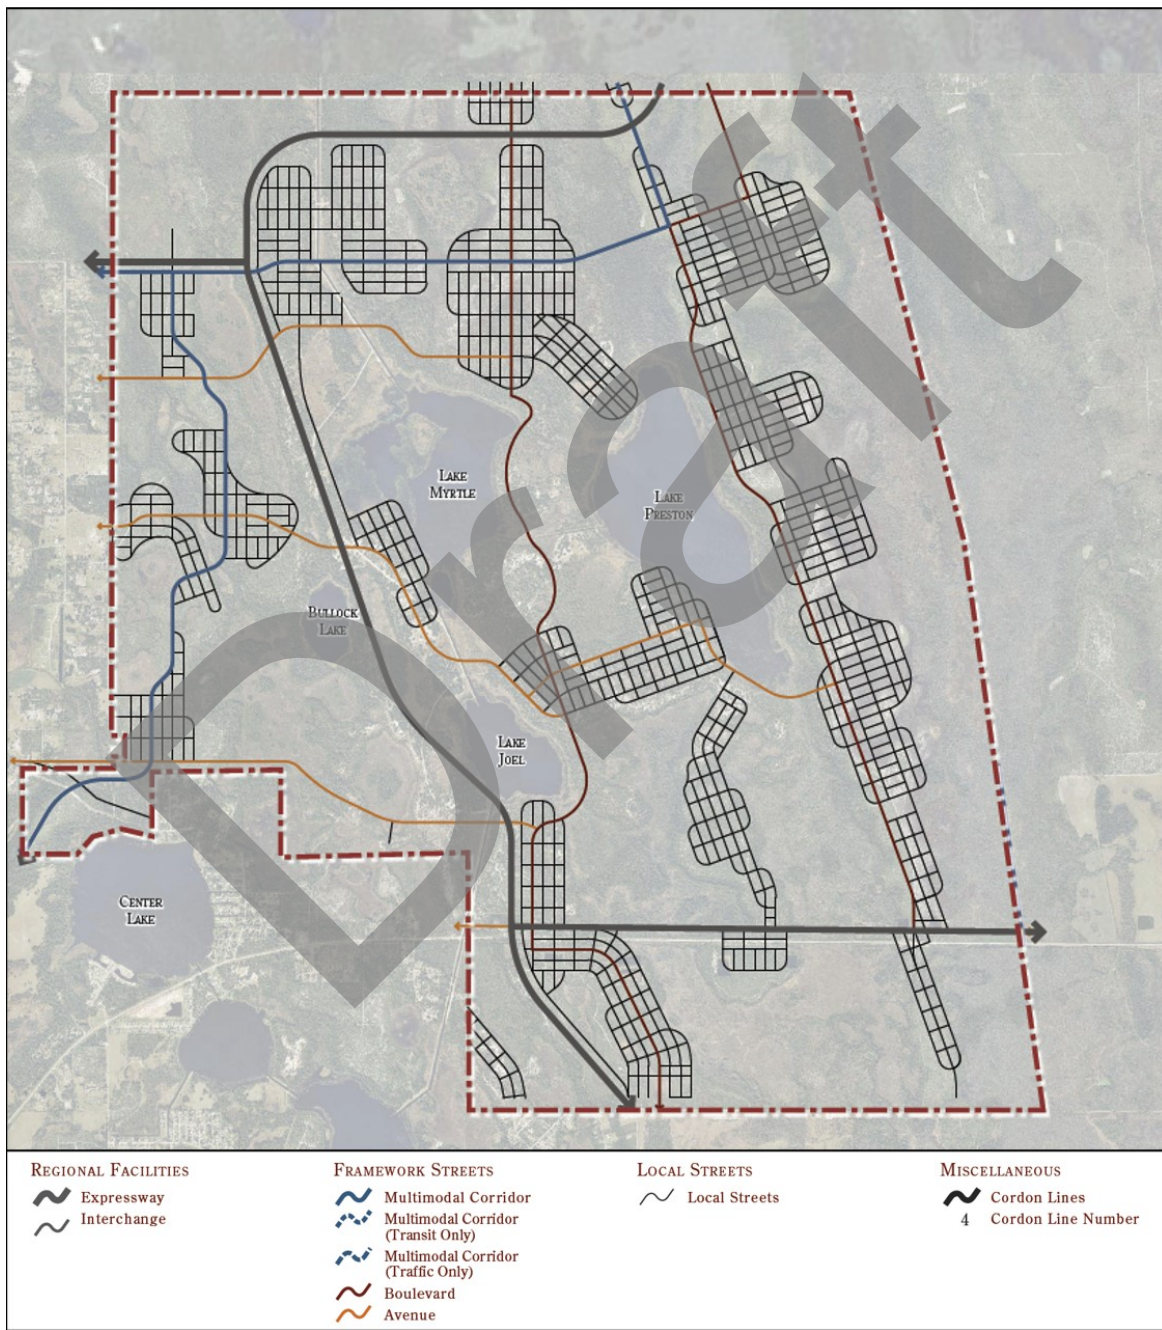 Draft
LAKE
MYRTLE
LAKE
PRESTON
BULLOCK
LAKE
LAKE
JOEL
CENTER
LAKE
REGIONAL FACILITIES
Expressway
Interchange
FRAMEWORK STREETS
Multimodal Corridor
Multimodal Corridor
(Transit Only)
Multimodal Corridor
(Traffic Only)
Boulevard
Avenue
LOCAL STREETS
Local Streets
MISCELLANEOUS
Cordon Lines
4 Cordon Line Number